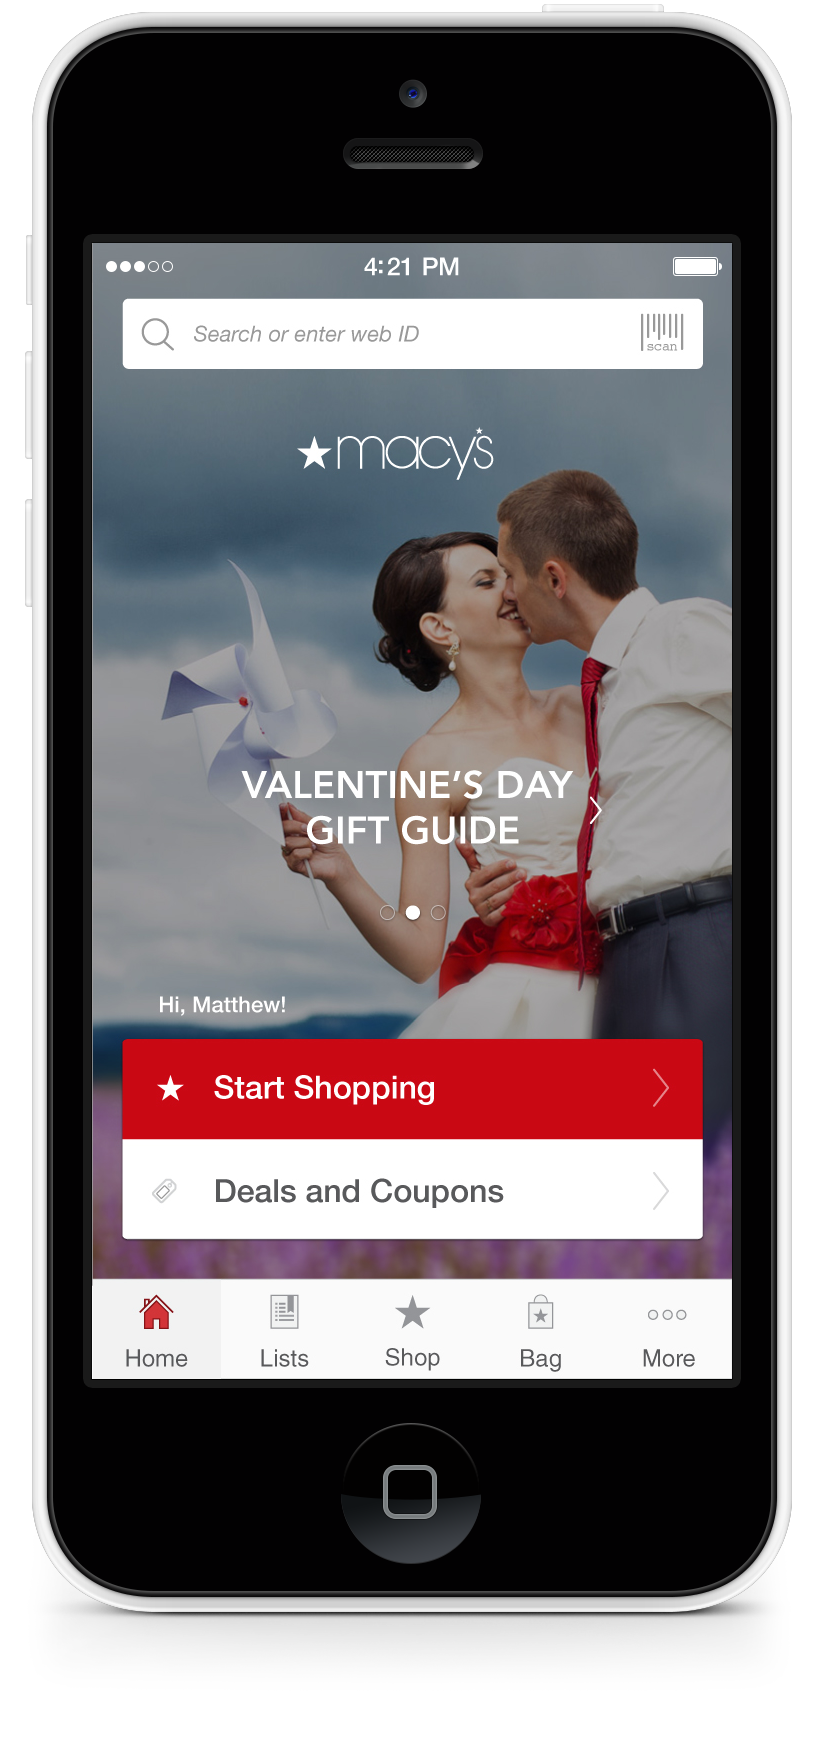 4:21 PM
Search or enter web ID
scan
macy's
VALENTINE'S DAY
GIFT GUIDE
Hi, Matthew!
Start Shopping
Deals and Coupons
Home
Lists
Shop
Bag
More